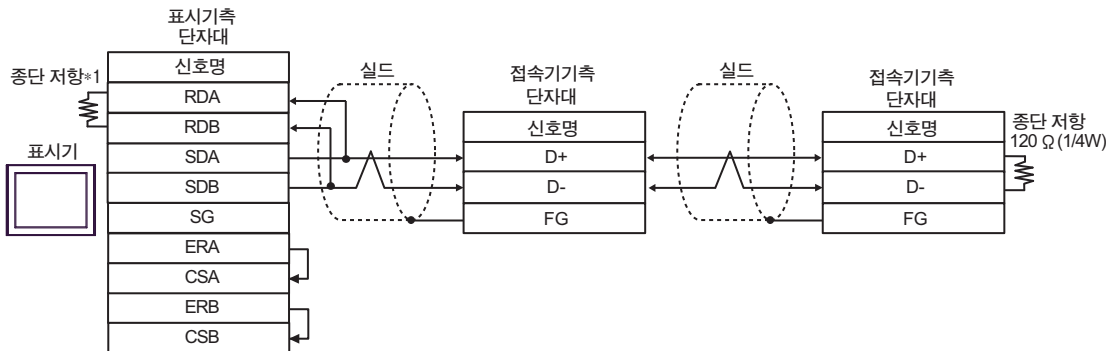 표시기측
단자대
신호명
종단 저항*1
RDA
RDB
표시기
SDA
SDB
SG
ERA
CSA
ERB
CSB
실드
접속기기측
단자대
신호명
D+
D-
FG
실드
접속기기측
단자대
신호명
D+
D-
FG
종단 저항
120 Ω (1/4W)